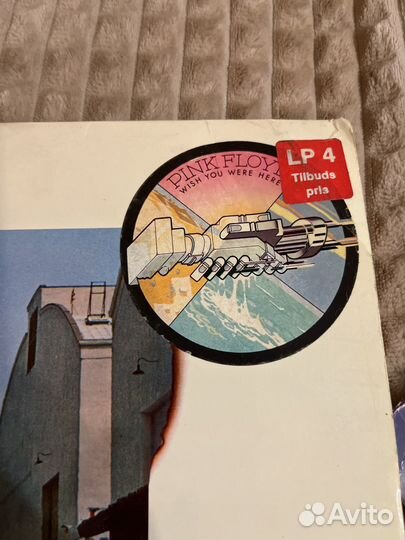 PINK FLOYD
WISH YOU WERE HERE
LP 4
Tilbuds
pris
Avito